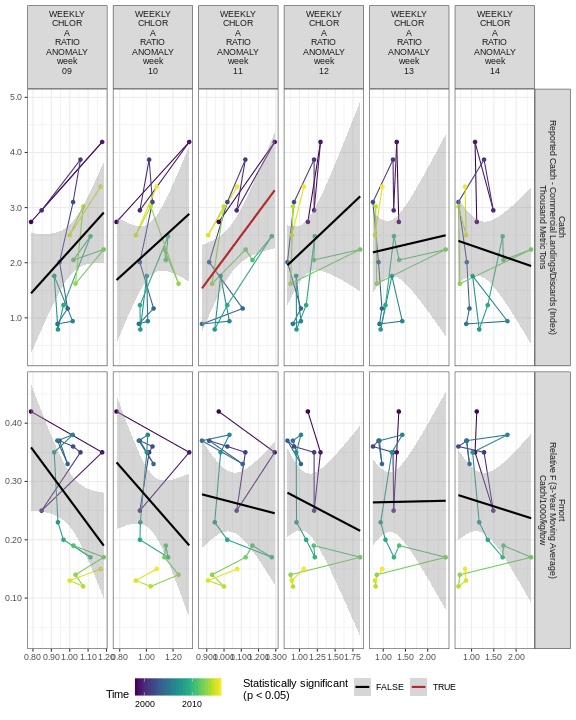 WEEKLY
CHLOR
A
RATIO
ANOMALY
week
09
WEEKLY
CHLOR
A
RATIO
ANOMALY
week
10
WEEKLY
CHLOR
A
RATIO
ANOMALY
week
11
WEEKLY
CHLOR
A
RATIO
ANOMALY
week
12
WEEKLY
CHLOR
A
RATIO
ANOMALY
week
13
WEEKLY
CHLOR
A
RATIO
ANOMALY
week
14
5.0
4.0
3.0
2.0
1.0
Catch
Reported Catch - Commercial Landings/Discards (Index)
Thousand Metric Tons
0.40
0.30
0.20
0.10
Fmort
Relative F (3-Year Moving Average)
Catch/1000/kg/tow
0.80 0.90 1.00 1.10 1.20
0.80 1.00 1.20
0.900 1.000 1.100 1.200 1.300
1.00 1.25 1.50 1.75
1.00 1.50 2.00
1.00 1.50 2.00
Time
2000 2010
Statistically significant
(p < 0.05)
FALSE
TRUE